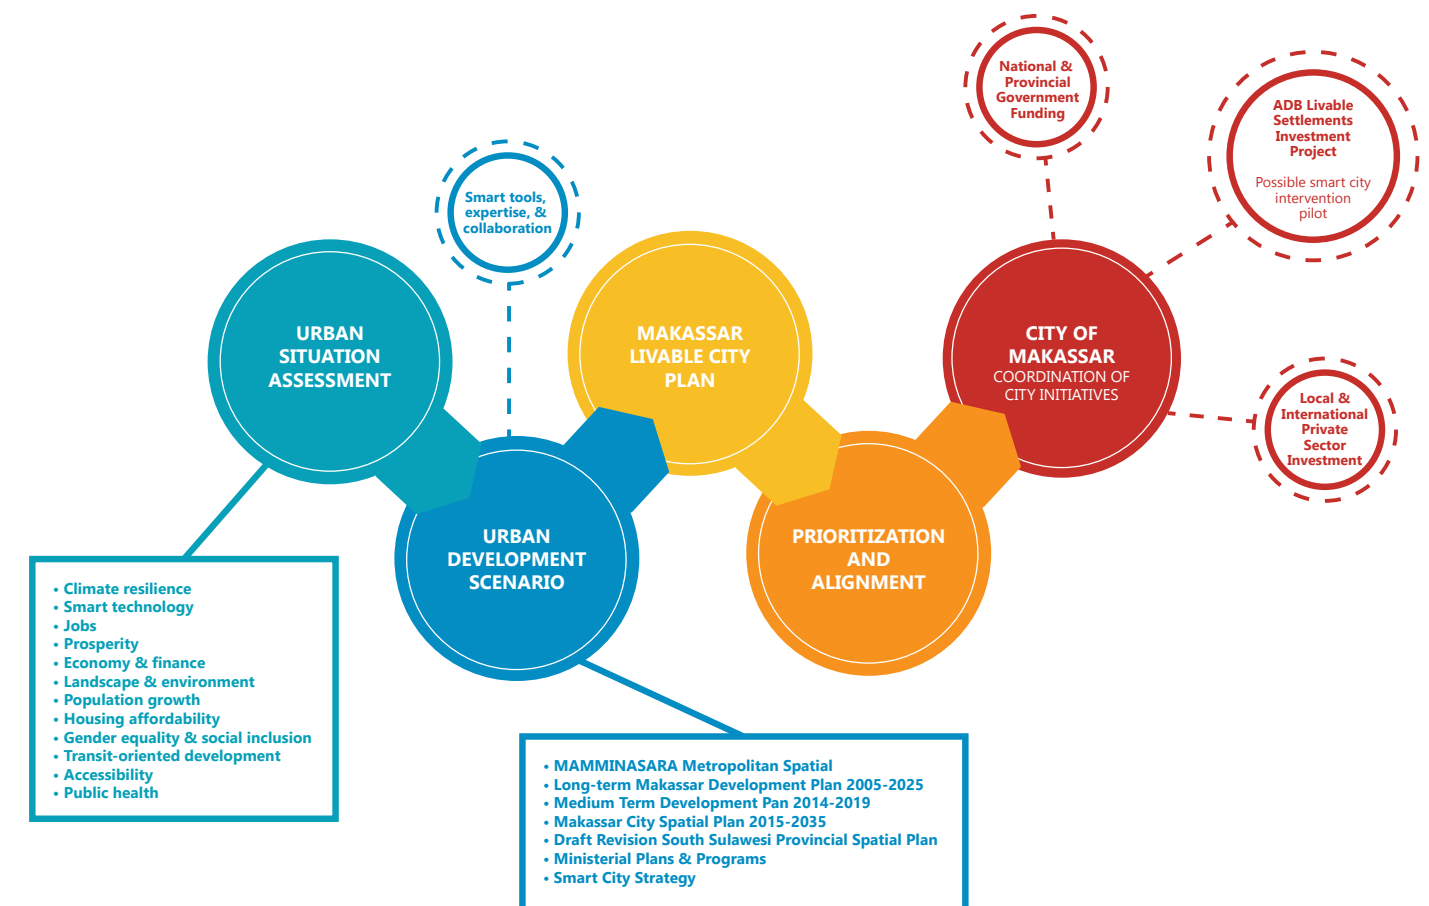 National &
Provincial
Government
Funding
ADB Livable
Settlements
Investment
Project
Possible smart city
intervention
pilot
Smart tools,
expertise, &
collaboration
URBAN
SITUATION
ASSESSMENT
MAKASSAR
LIVABLE CITY
PLAN
CITY OF
MAKASSAR
COORDINATION OF
CITY INITIATIVES
Local &
International
Private
Sector
Investment
URBAN
DEVELOPMENT
SCENARIO
PRIORITIZATION
AND
ALIGNMENT
• Climate resilience
• Smart technology
• Jobs
• Prosperity
• Economy & finance
• Landscape & environment
• Population growth
• Housing affordability
• Gender equality & social inclusion
• Transit-oriented development
• Accessibility
• Public health
• MAMMINASARA Metropolitan Spatial
• Long-term Makassar Development Plan 2005-2025
• Medium Term Development Pan 2014-2019
• Makassar City Spatial Plan 2015-2035
• Draft Revision South Sulawesi Provincial Spatial Plan
• Ministerial Plans & Programs
• Smart City Strategy